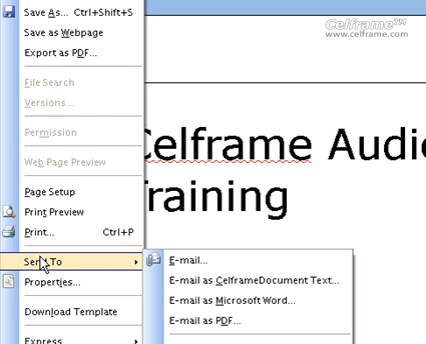 Save As... Ctrl+Shift+S
Save as Webpage
Export as PDF...
File Search
Versions...
Permission
Web Page Preview
Page Setup
Print Preview
Print... Ctrl+P
Send To
Properties...
Download Template
Express
E-mail...
E-mail as CelframeDocument Text...
E-mail as Microsoft Word...
E-mail as PDF...
Celframe™
www.celframe.com
Celframe Audio
Training